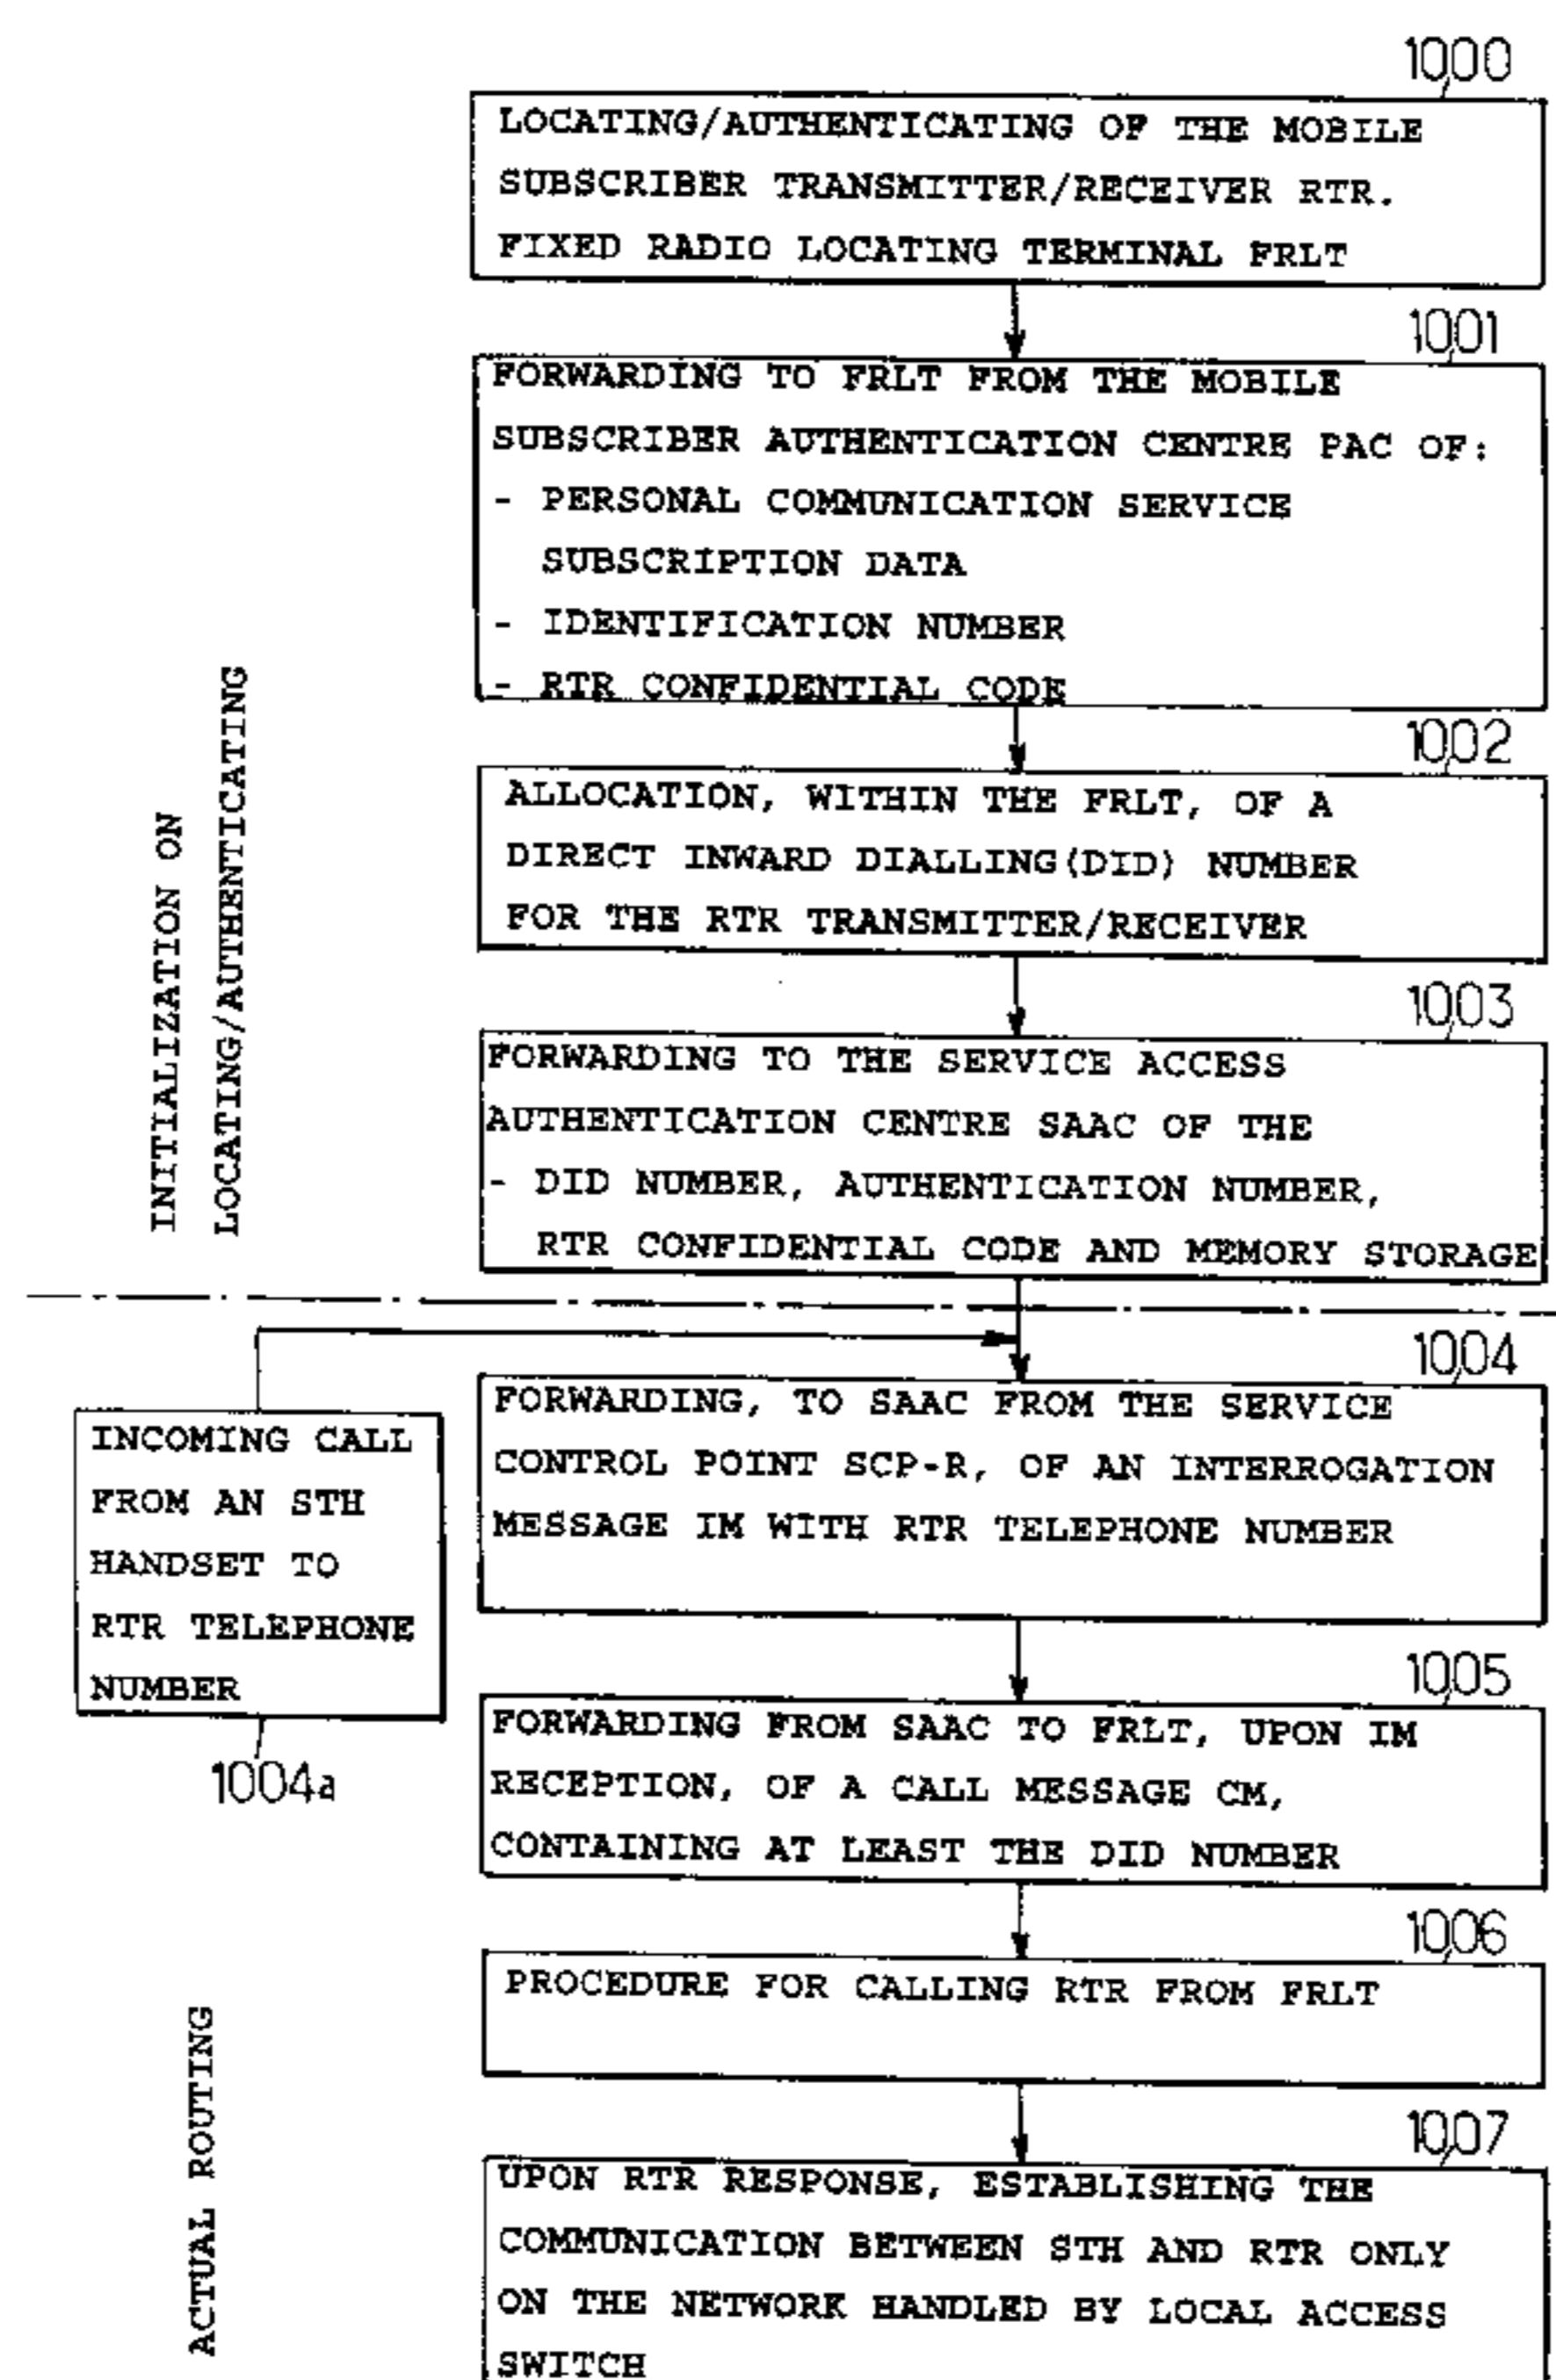 1000
LOCATING/AUTHENTICATING OF THE MOBILE
SUBSCRIBER TRANSMITTER/RECEIVER RTR.
FIXED RADIO LOCATING TERMINAL FRLT
1001
FORWARDING TO FRLT FROM THE MOBILE
SUBSCRIBER AUTHENTICATION CENTRE PAC OF:
- PERSONAL COMMUNICATION SERVICE
SUBSCRIPTION DATA
- IDENTIFICATION NUMBER
- RTR CONFIDENTIAL CODE
1002
ALLOCATION, WITHIN THE FRLT, OF A
DIRECT INWARD DIALLING(DID) NUMBER
FOR THE RTR TRANSMITTER/RECEIVER
1003
FORWARDING TO THE SERVICE ACCESS
AUTHENTICATION CENTRE SAAC OF THE
- DID NUMBER, AUTHENTICATION NUMBER,
RTR CONFIDENTIAL CODE AND MEMORY STORAGE
INITIALIZATION ON
LOCATING/AUTHENTICATING
1004
FORWARDING, TO SAAC FROM THE SERVICE
CONTROL POINT SCP-R, OF AN INTERROGATION
MESSAGE IM WITH RTR TELEPHONE NUMBER
INCOMING CALL
FROM AN STH
HANDSET TO
RTR TELEPHONE
NUMBER
1004a
1005
FORWARDING FROM SAAC TO FRLT, UPON IM
RECEPTION, OF A CALL MESSAGE CM,
CONTAINING AT LEAST THE DID NUMBER
1006
PROCEDURE FOR CALLING RTR FROM FRLT
1007
UPON RTR RESPONSE, ESTABLISHING THE
COMMUNICATION BETWEEN STH AND RTR ONLY
ON THE NETWORK HANDLED BY LOCAL ACCESS
SWITCH
ACTUAL ROUTING